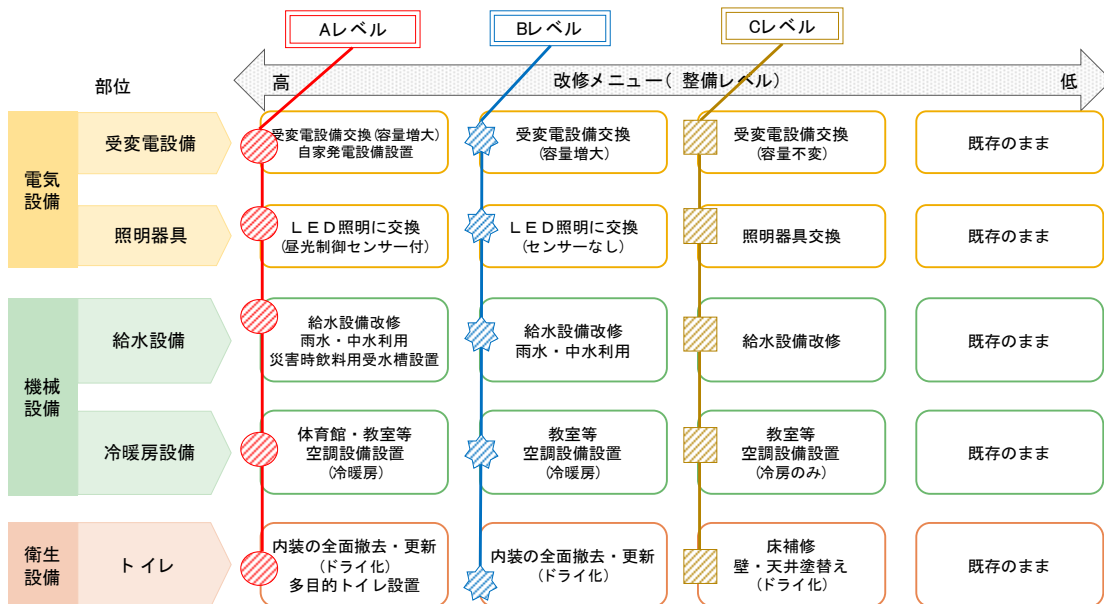 Aレベル
Bレベル
Cレベル
部位
高
改修メニュー( 整備レベル)
低
電気
設備
受変電設備
受変電設備交換(容量増大)
自家発電設備設置
受変電設備交換
(容量増大)
受変電設備交換
(容量不変)
既存のまま
照明器具
ＬＥＤ照明に交換
(昼光制御センサー付)
ＬＥＤ照明に交換
(センサーなし)
照明器具交換
既存のまま
機械
設備
給水設備
給水設備改修
雨水・中水利用
災害時飲料用受水槽設置
給水設備改修
雨水・中水利用
給水設備改修
既存のまま
冷暖房設備
体育館・教室等
空調設備設置
(冷暖房)
教室等
空調設備設置
(冷暖房)
教室等
空調設備設置
(冷房のみ)
既存のまま
衛生
設備
トイレ
内装の全面撤去・更新
(ドライ化)
多目的トイレ設置
内装の全面撤去・更新
(ドライ化)
床補修
壁・天井塗替え
(ドライ化)
既存のまま